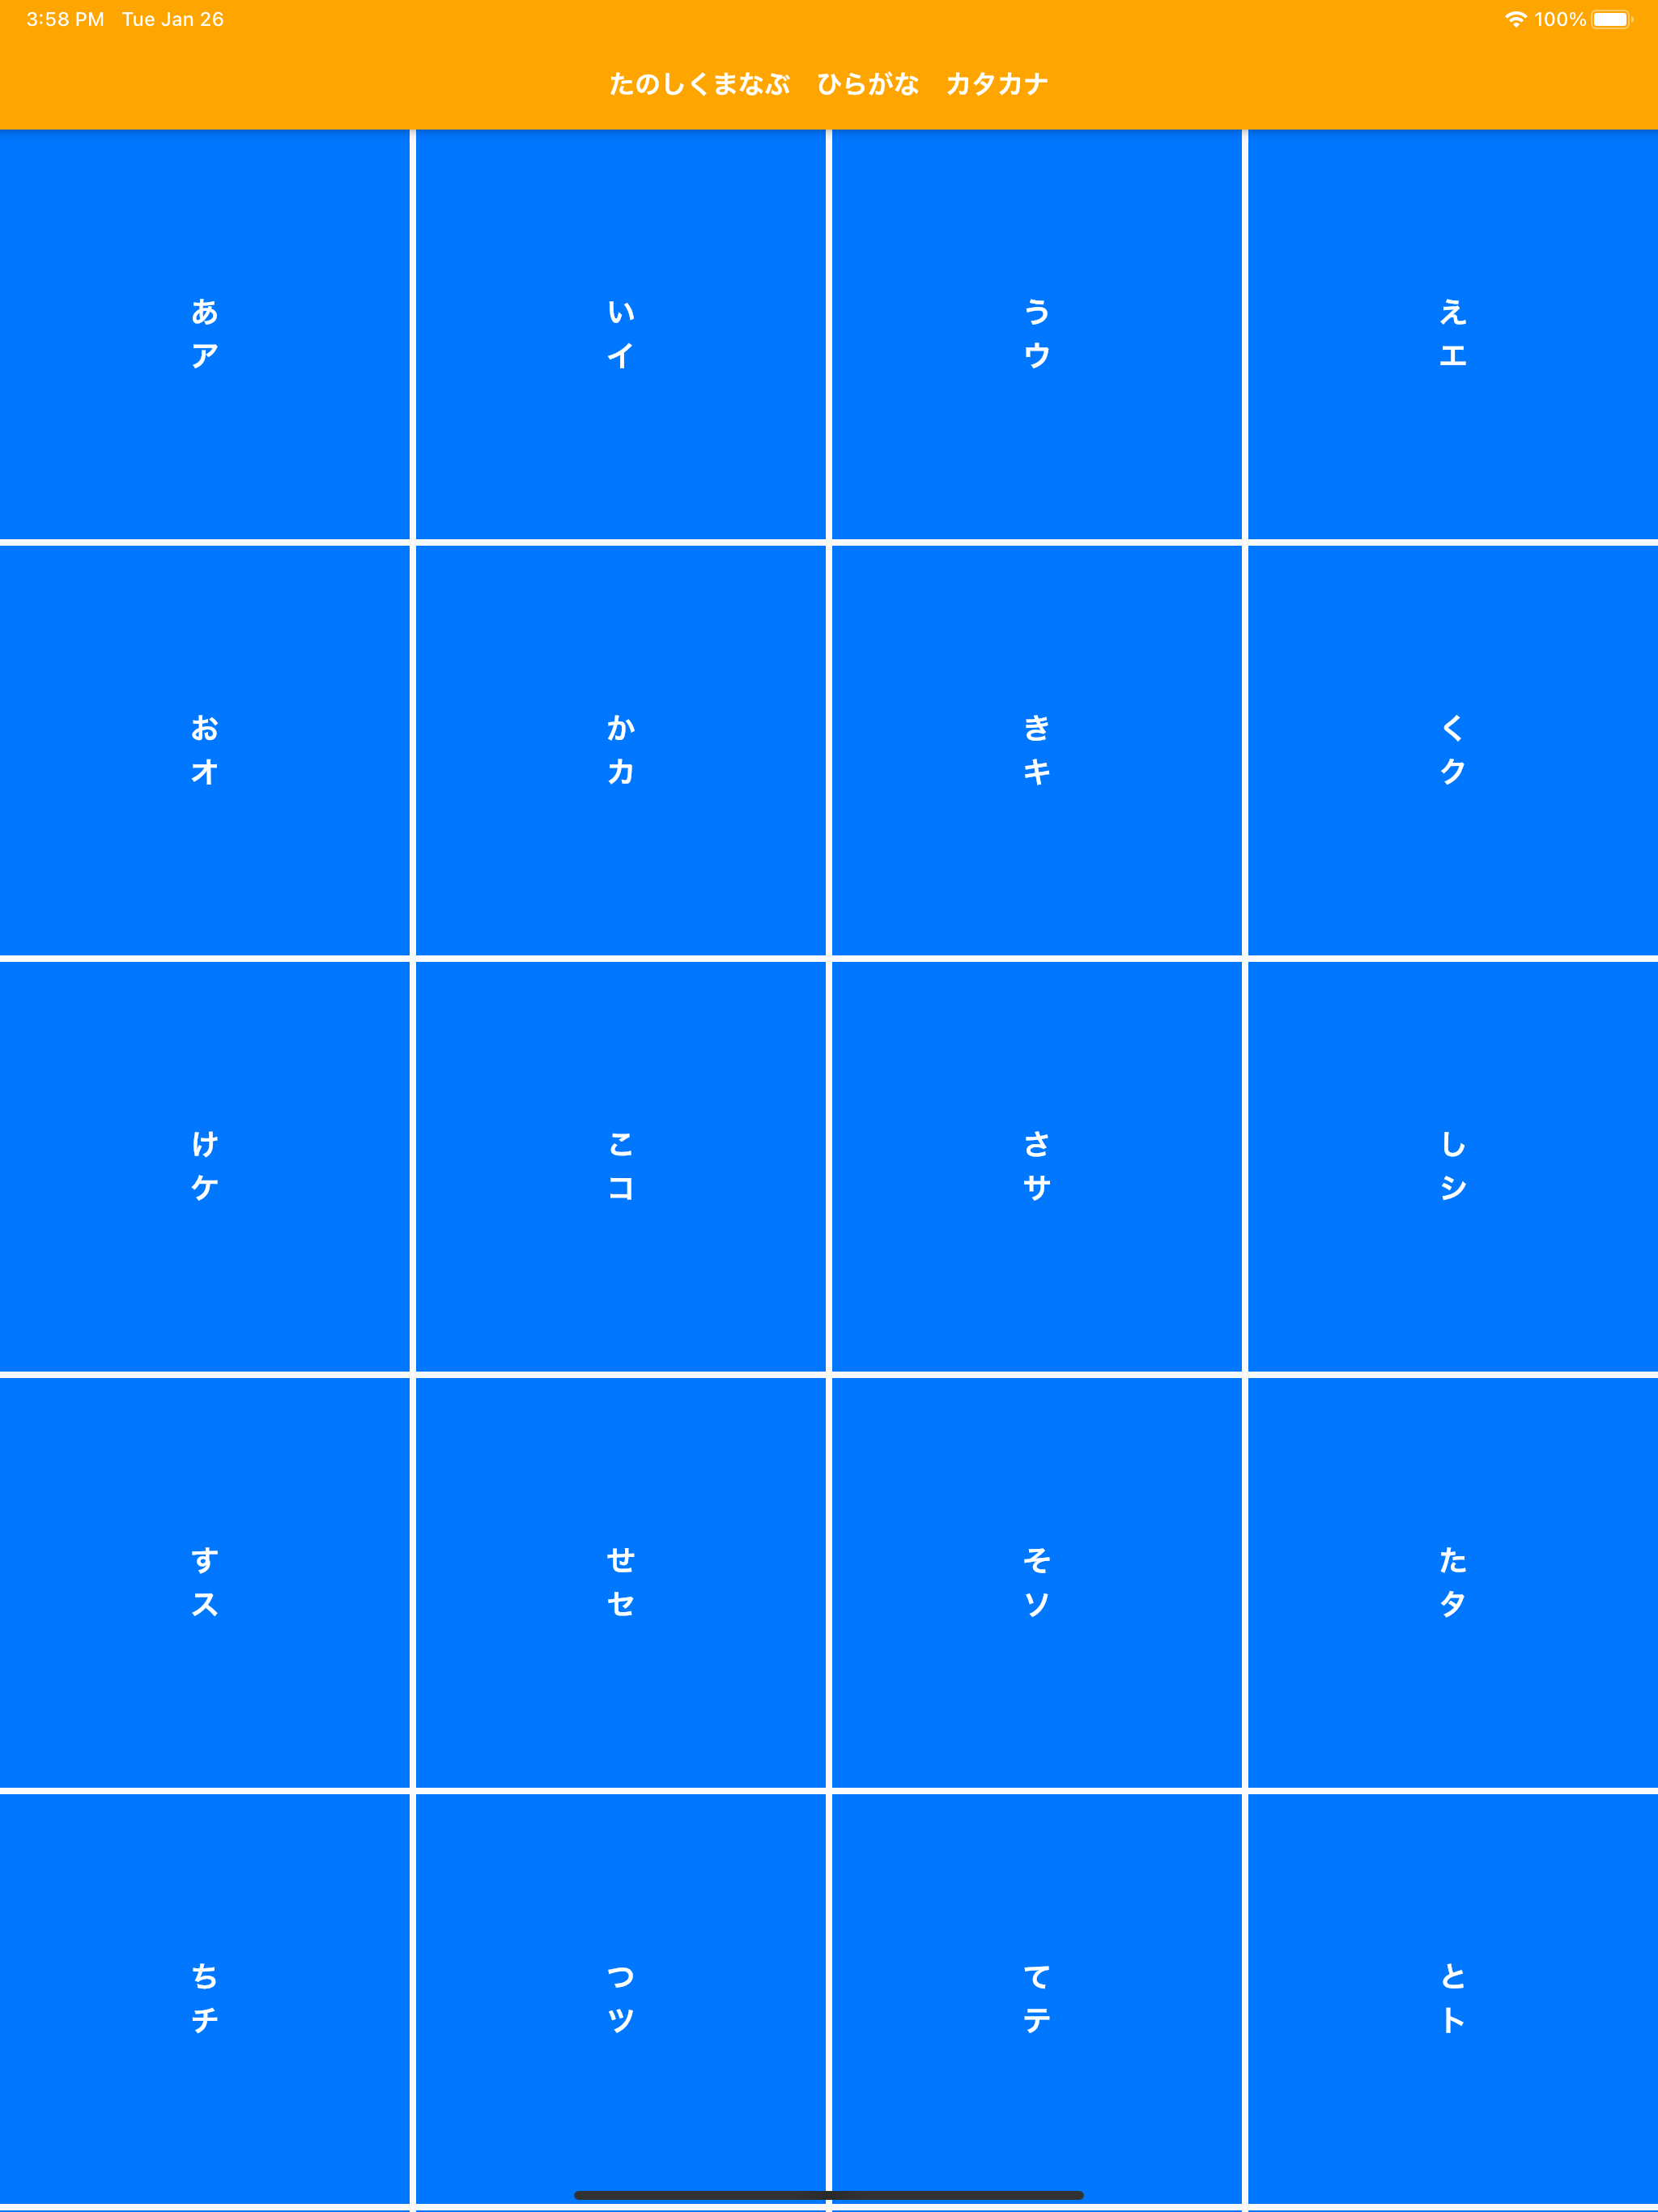 3:58 PM Tue Jan 26 100%
たのしくまなぶ　ひらがな　カタカナ
あ
ア
い
イ
う
ウ
え
エ
お
オ
か
カ
き
キ
く
ク
け
ケ
こ
コ
さ
サ
し
シ
す
ス
せ
セ
そ
ソ
た
タ
ち
チ
つ
ツ
て
テ
と
ト